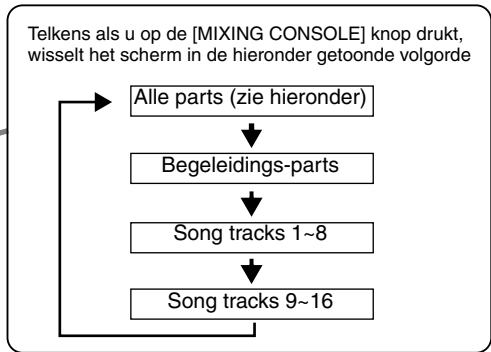 Telkens als u op de [MIXING CONSOLE] knop drukt,
wisselt het scherm in de hieronder getoonde volgorde
Alle parts (zie hieronder)
Begeleidings-parts
Song tracks 1~8
Song tracks 9~16